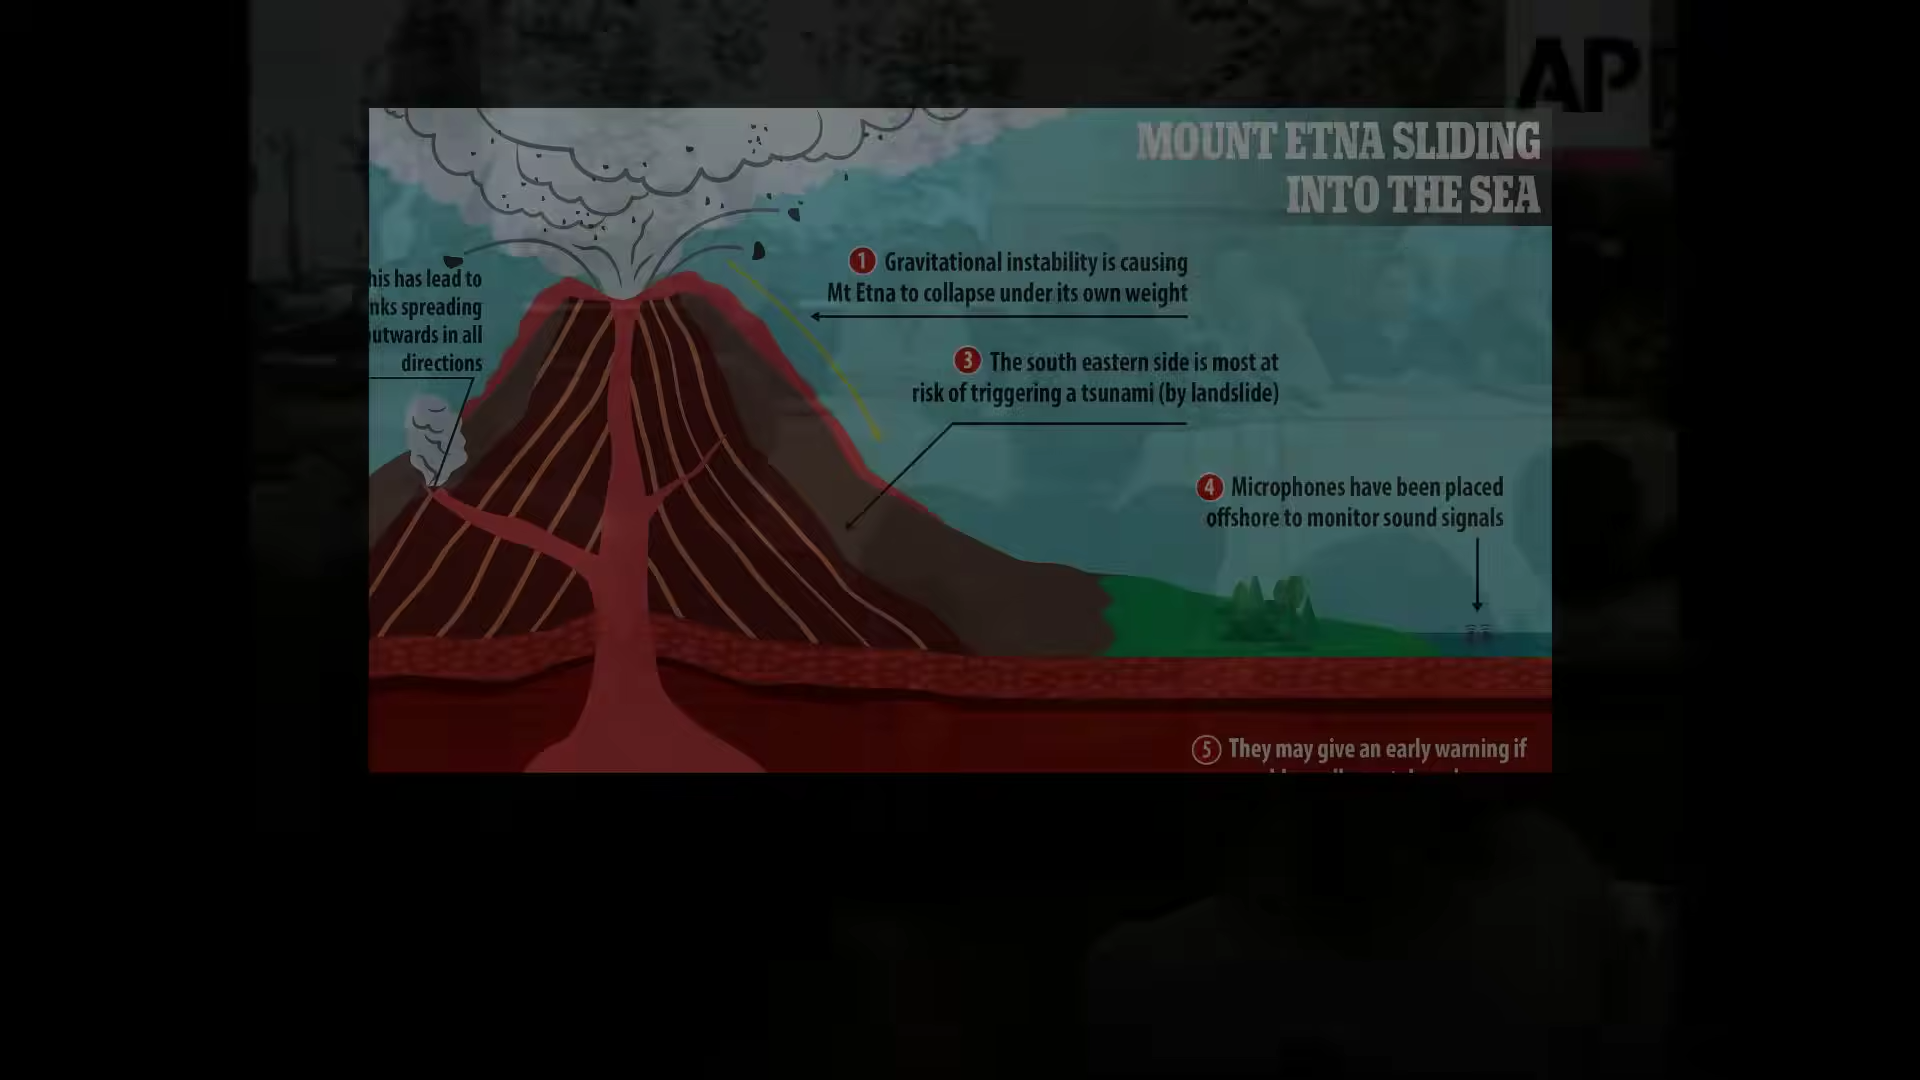 AP
MOUNT ETNA SLIDING
INTO THE SEA
1 Gravitational instability is causing
Mt Etna to collapse under its own weight
his has lead to
nks spreading
utwards in all
directions
3 The south eastern side is most at
risk of triggering a tsunami (by landslide)
4 Microphones have been placed
offshore to monitor sound signals
5 They may give an early warning if